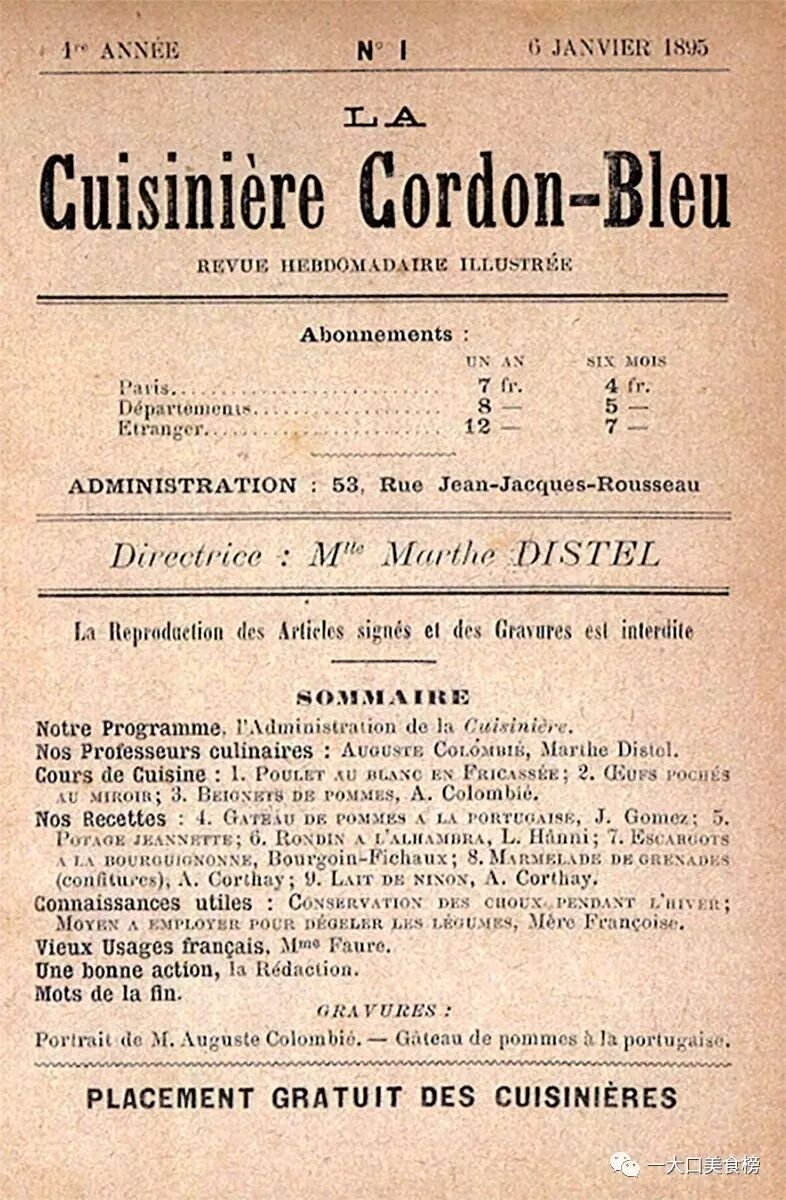 1re ANNÉE N° 1 6 JANVIER 1895
LA
Cuisinière Cordon-Bleu
REVUE HEBDOMADAIRE ILLUSTRÉE
Abonnements :
UN AN SIX MOIS
Paris.......................... 7 fr. 4 fr.
Départements................... 8 — 5 —
Etranger....................... 12 — 7 —
ADMINISTRATION : 53, Rue Jean-Jacques-Rousseau
Directrice : Mlle Marthe DISTEL
La Reproduction des Articles signés et des Gravures est interdite
SOMMAIRE
Notre Programme, l'Administration de la Cuisinière.
Nos Professeurs culinaires : AUGUSTE COLOMBIÉ, Marthe Distel.
Cours de Cuisine : 1. POULET AU BLANC EN FRICASSÉE; 2. ŒUFS POCHÉS
AU MIROIR; 3. BEIGNETS DE POMMES, A. Colombié.
Nos Recettes : 4. GATEAU DE POMMES A LA PORTUGAISE, J. Gomez; 5.
POTAGE JEANNETTE; 6. RONDIN A L'ALHAMBRA, L. Hänni; 7. ESCARGOTS
A LA BOURGUIGNONNE, Bourgoin-Fichaux; 8. MARMELADE DE GRENADES
(confitures), A. Corthay; 9. LAIT DE NINON, A. Corthay.
Connaissances utiles : CONSERVATION DES CHOUX PENDANT L'HIVER;
MOYEN A EMPLOYER POUR DÉGELER LES LÉGUMES, Mère Françoise.
Vieux Usages français, Mme Faure.
Une bonne action, la Rédaction.
Mots de la fin.
GRAVURES :
Portrait de M. Auguste Colombié. — Gâteau de pommes à la portugaise.
PLACEMENT GRATUIT DES CUISINIÈRES
一大口美食榜